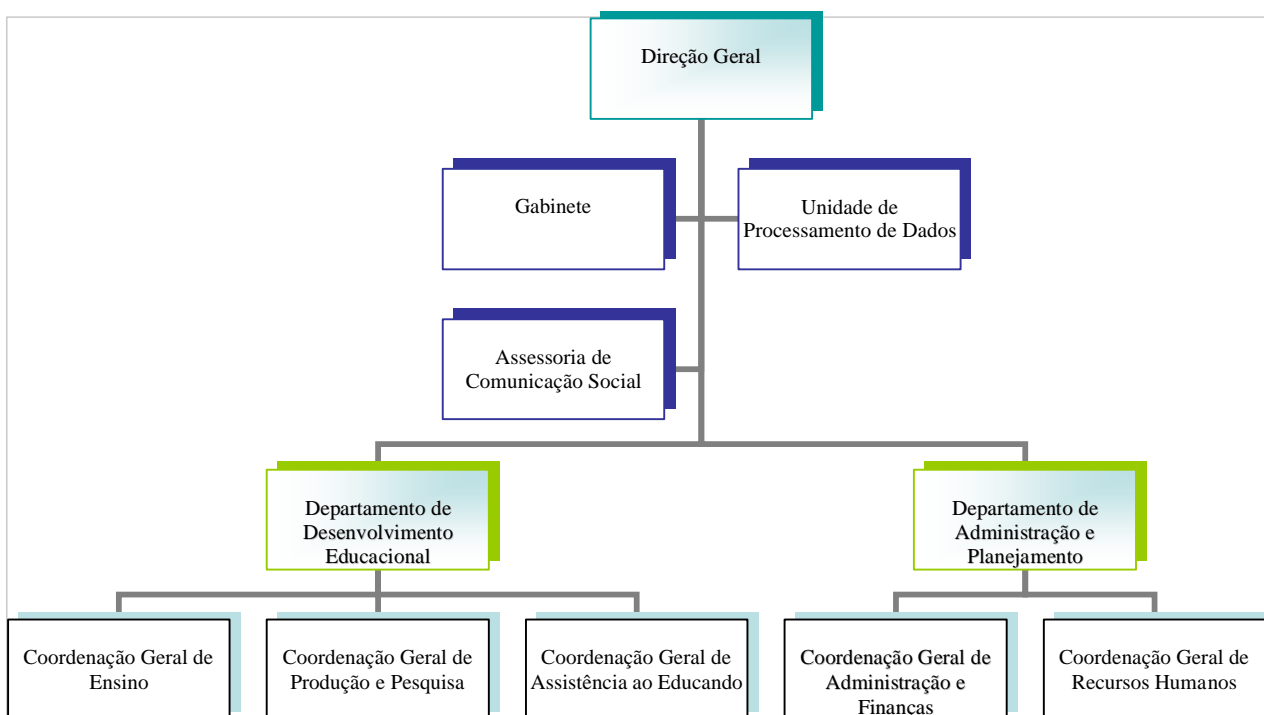 Direção Geral
Gabinete
Unidade de
Processamento de Dados
Assessoria de
Comunicação Social
Departamento de
Desenvolvimento
Educacional
Departamento de
Administração e
Planejamento
Coordenação Geral de
Ensino
Coordenação Geral de
Produção e Pesquisa
Coordenação Geral de
Assistência ao Educando
Coordenação Geral de
Administração e
Finanças
Coordenação Geral de
Recursos Humanos